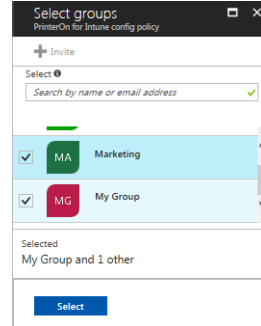 Select groups
PrinterOn for Intune config policy
Invite
Select
Search by name or email address
MA
Marketing
MG
My Group
Selected
My Group and 1 other
Select